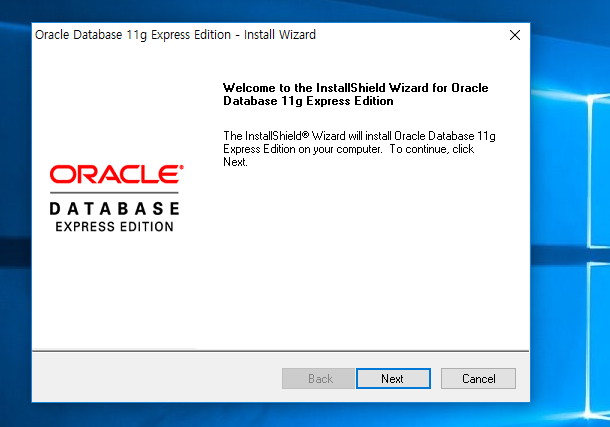 Oracle Database 11g Express Edition - Install Wizard
Welcome to the InstallShield Wizard for Oracle
Database 11g Express Edition
The InstallShield® Wizard will install Oracle Database 11g
Express Edition on your computer. To continue, click
Next.
ORACLE®
DATABASE
EXPRESS EDITION
Back
Next
Cancel